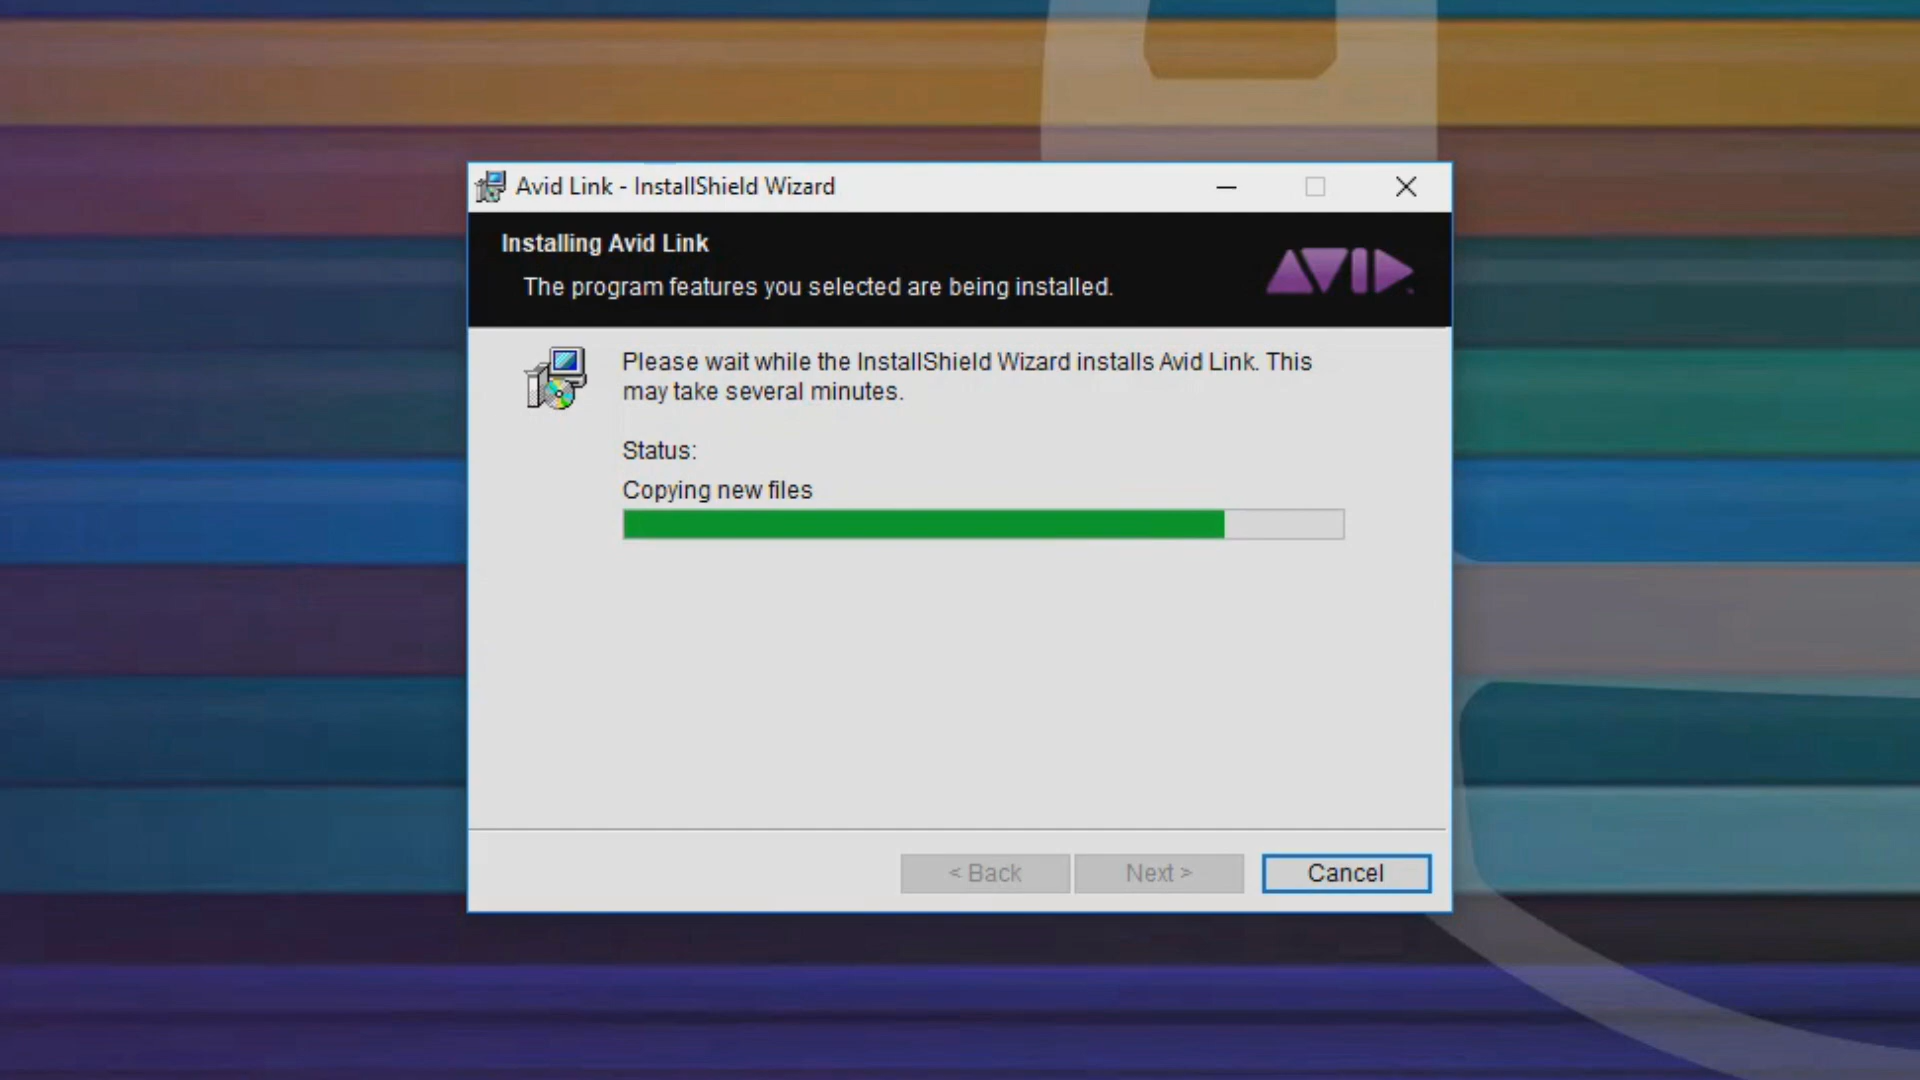 Avid Link - InstallShield Wizard
Installing Avid Link
The program features you selected are being installed.
AVID
Please wait while the InstallShield Wizard installs Avid Link. This
may take several minutes.
Status:
Copying new files
< Back
Next >
Cancel